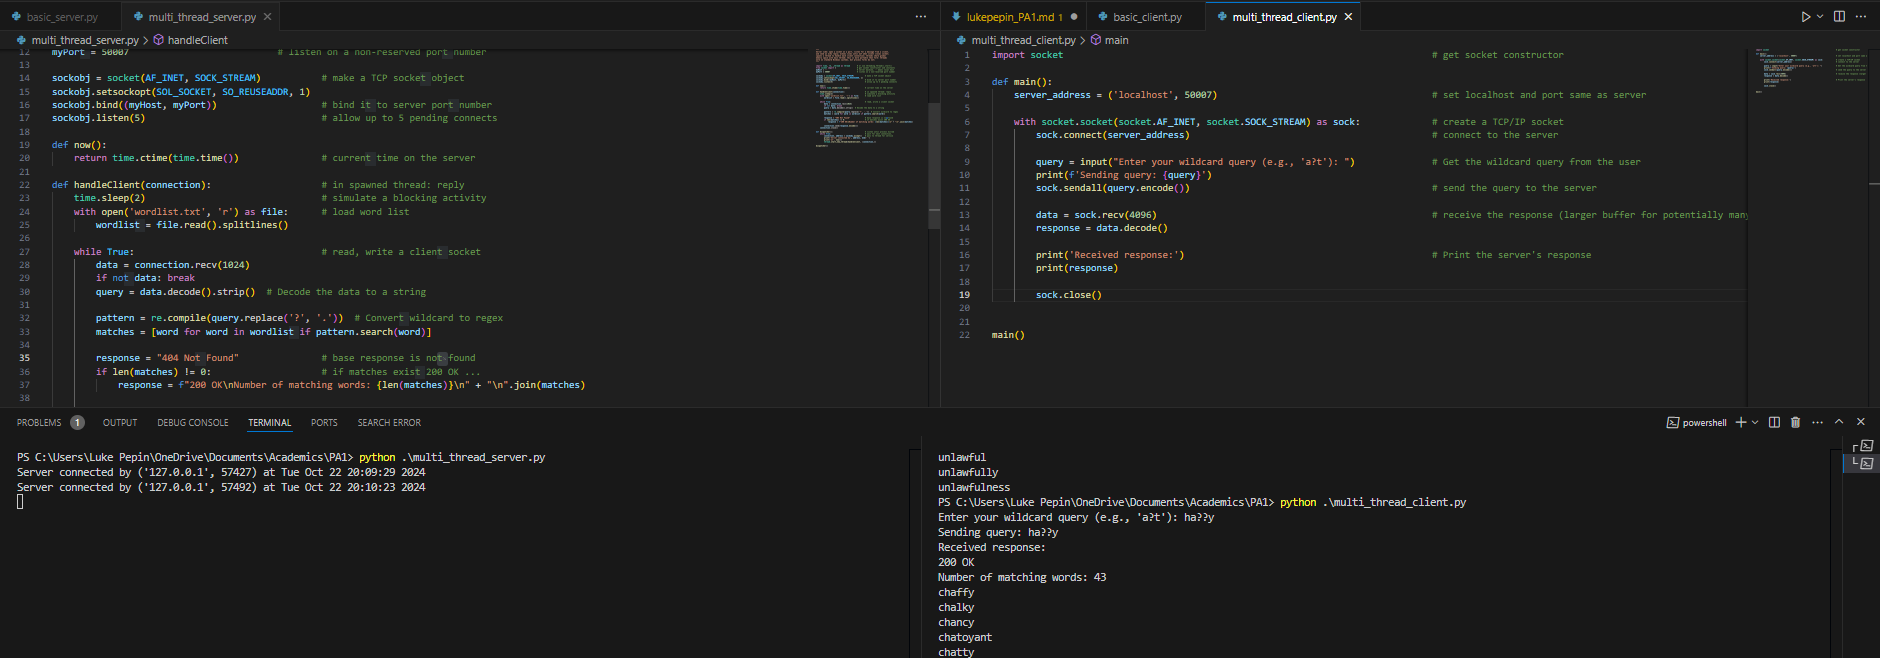 basic_server.py
multi_thread_server.py
multi_thread_server.py > handleClient
12 myPort = 50007 # listen on a non-reserved port number
13
14 sockobj = socket(AF_INET, SOCK_STREAM) # make a TCP socket object
15 sockobj.setsockopt(SOL_SOCKET, SO_REUSEADDR, 1)
16 sockobj.bind((myHost, myPort)) # bind it to server port number
17 sockobj.listen(5) # allow up to 5 pending connects
18
19 def now():
20 return time.ctime(time.time()) # current time on the server
21
22 def handleClient(connection): # in spawned thread: reply
23 time.sleep(2) # simulate a blocking activity
24 with open('wordlist.txt', 'r') as file: # load word list
25 wordlist = file.read().splitlines()
26
27 while True: # read, write a client socket
28 data = connection.recv(1024)
29 if not data: break
30 query = data.decode().strip() # Decode the data to a string
31
32 pattern = re.compile(query.replace('?', '.')) # Convert wildcard to regex
33 matches = [word for word in wordlist if pattern.search(word)]
34
35 response = "404 Not Found" # base response is not-found
36 if len(matches) != 0: # if matches exist 200 OK ...
37 response = f"200 OK\nNumber of matching words: {len(matches)}\n" + "\n".join(matches)
38
lukepepin_PA1.md 1
basic_client.py
multi_thread_client.py
multi_thread_client.py > main
1 import socket # get socket constructor
2
3 def main():
4 server_address = ('localhost', 50007) # set localhost and port same as server
5
6 with socket.socket(socket.AF_INET, socket.SOCK_STREAM) as sock: # create a TCP/IP socket
7 sock.connect(server_address) # connect to the server
8
9 query = input("Enter your wildcard query (e.g., 'a?t'): ") # Get the wildcard query from the user
10 print(f'Sending query: {query}')
11 sock.sendall(query.encode()) # send the query to the server
12
13 data = sock.recv(4096) # receive the response (larger buffer for potentially many
14 response = data.decode()
15
16 print('Received response:') # Print the server's response
17 print(response)
18
19 sock.close()
20
21
22 main()
PROBLEMS 1 OUTPUT DEBUG CONSOLE TERMINAL PORTS SEARCH ERROR
powershell
PS C:\Users\Luke Pepin\OneDrive\Documents\Academics\PA1> python .\multi_thread_server.py
Server connected by ('127.0.0.1', 57427) at Tue Oct 22 20:09:29 2024
Server connected by ('127.0.0.1', 57492) at Tue Oct 22 20:10:23 2024
unlawful
unlawfully
unlawfulness
PS C:\Users\Luke Pepin\OneDrive\Documents\Academics\PA1> python .\multi_thread_client.py
Enter your wildcard query (e.g., 'a?t'): ha??y
Sending query: ha??y
Received response:
200 OK
Number of matching words: 43
chaffy
chalky
chancy
chatoyant
chatty